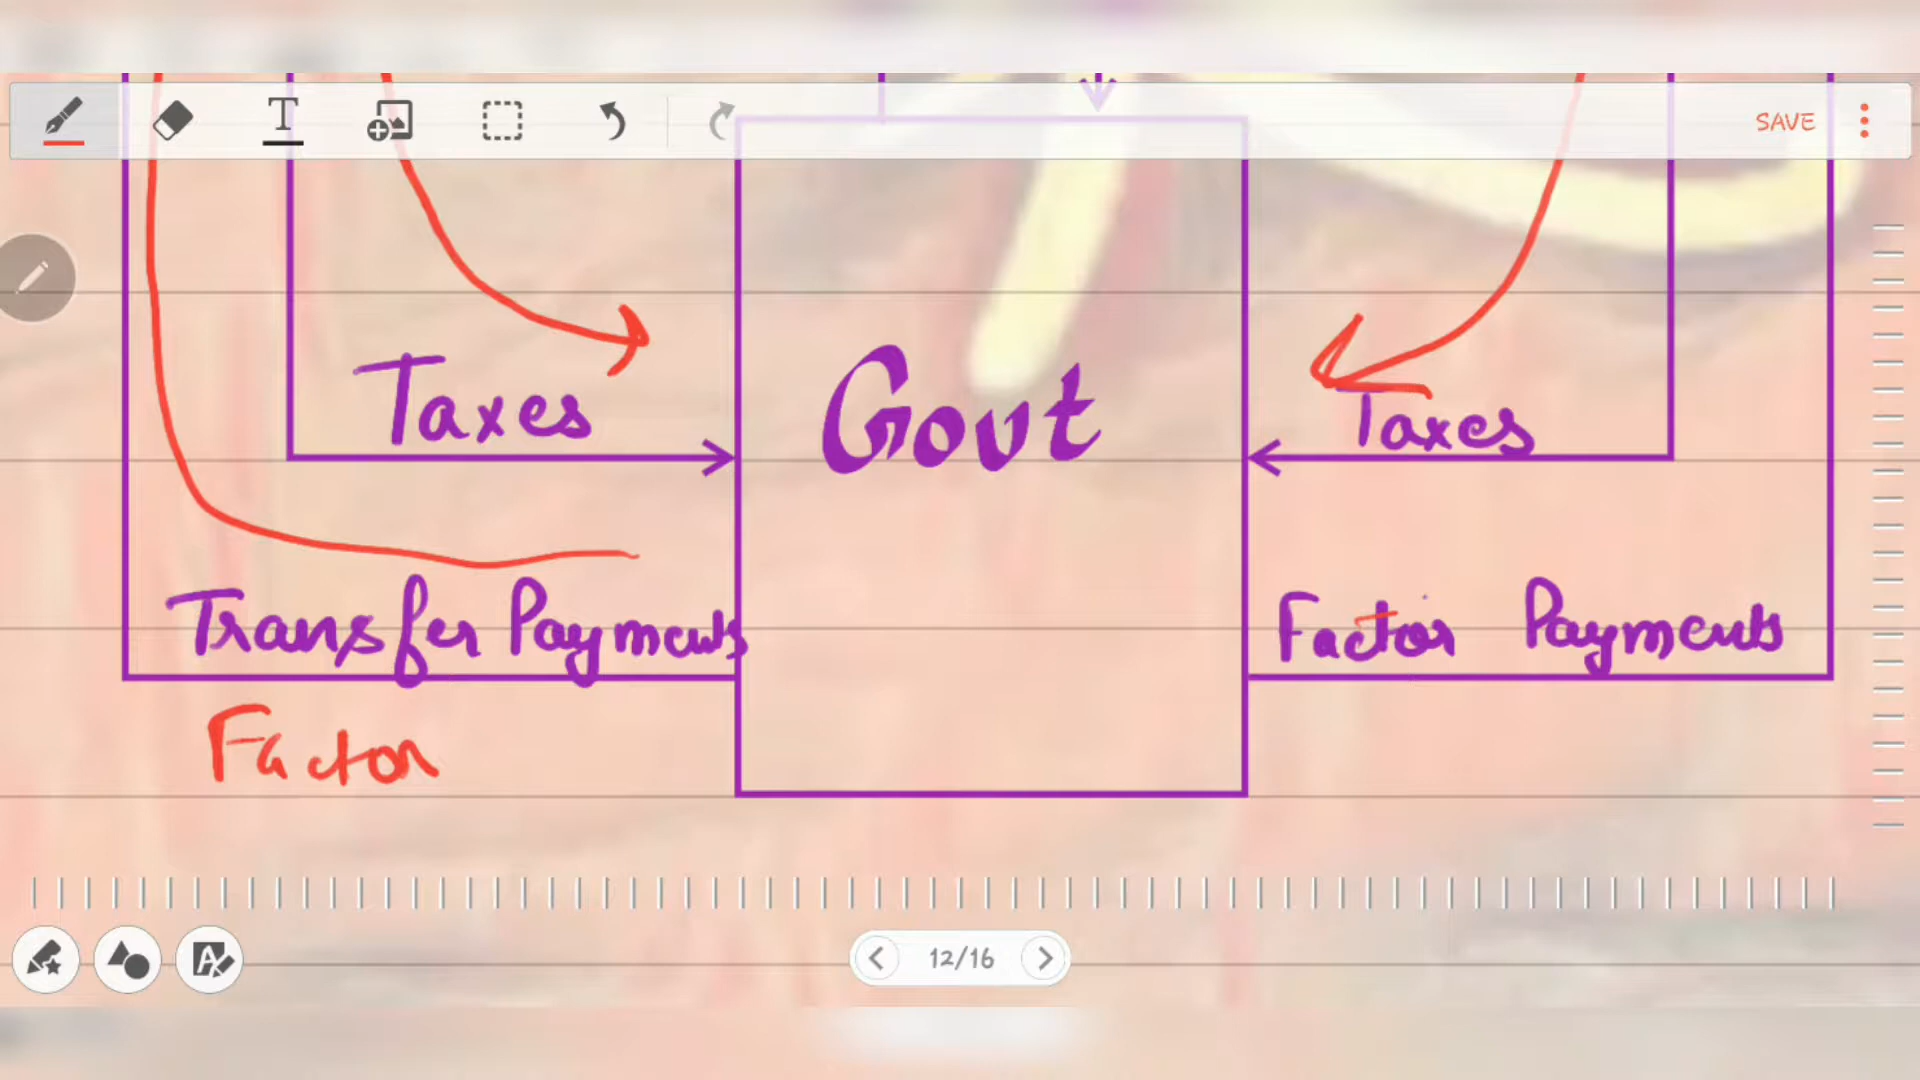 T SAVE
Taxes Govt Taxes
Transfer Payments Factor Payments
Factor
12/16